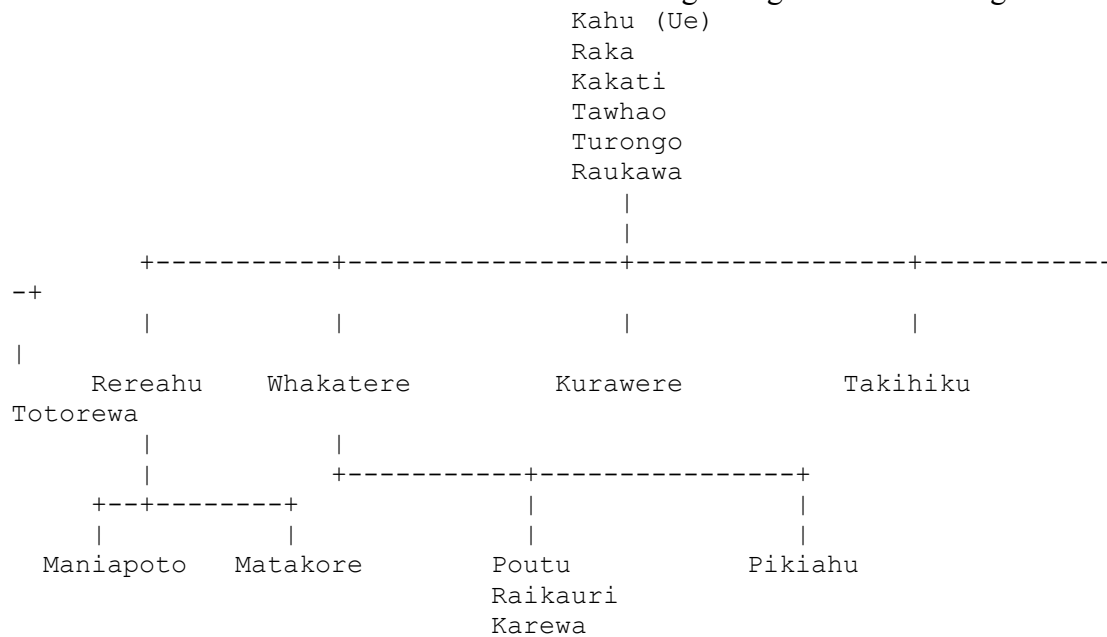 Kahu (Ue)
Raka
Kakati
Tawhao
Turongo
Raukawa
|
|
+-----------+-----------------+----------------+------------
-+
| | | |
|
Rereahu Whakatere Kurawere Takihiku
Totorewa
| |
| +-----------+----------------+
+--+--------+ | |
| | | |
Maniapoto Matakore Poutu Pikiahu
Raikauri
Karewa